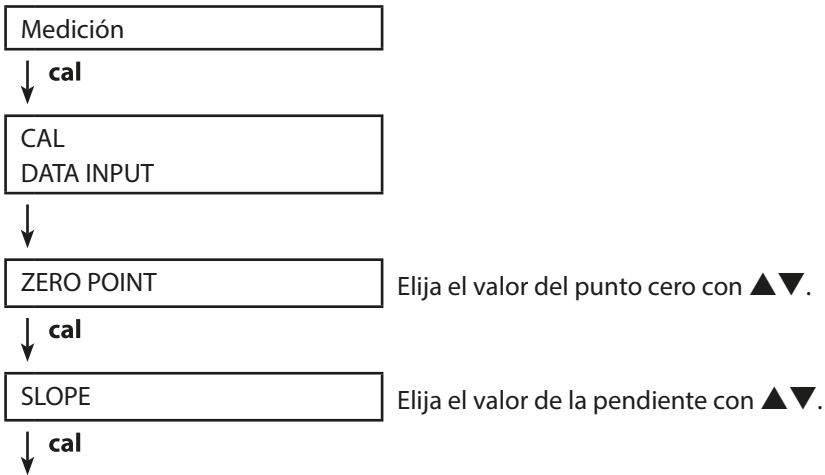 Medición
cal
CAL
DATA INPUT
ZERO POINT
Elija el valor del punto cero con ▲▼.
cal
SLOPE
Elija el valor de la pendiente con ▲▼.
cal